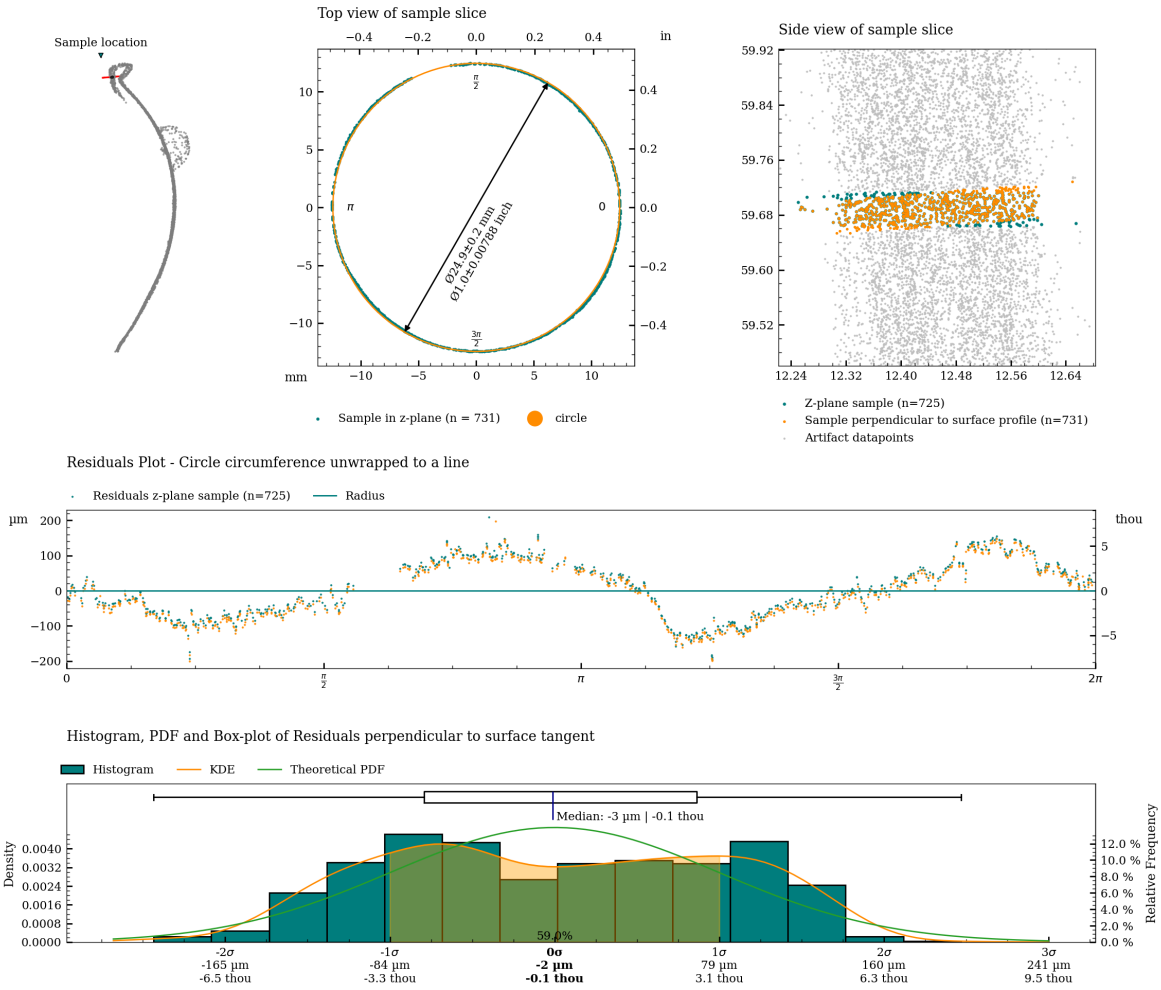 Sample location
Top view of sample slice
−0.4 −0.2 0.0 0.2 0.4 in
10
5
0
−5
−10
0.4
0.2
0.0
−0.2
−0.4
π/2
π
0
3π/2
Ø24.9±0.2 mm
Ø1.0±0.00788 inch
mm −10 −5 0 5 10
Sample in z-plane (n = 731) circle
Side view of sample slice
59.92
59.84
59.76
59.68
59.60
59.52
12.24 12.32 12.40 12.48 12.56 12.64
Z-plane sample (n=725)
Sample perpendicular to surface profile (n=731)
Artifact datapoints
Residuals Plot - Circle circumference unwrapped to a line
Residuals z-plane sample (n=725) Radius
µm
200
100
0
−100
−200
thou
5
0
−5
0 π/2 π 3π/2 2π
Histogram, PDF and Box-plot of Residuals perpendicular to surface tangent
Histogram KDE Theoretical PDF
Median: -3 µm | -0.1 thou
Density
0.0040
0.0032
0.0024
0.0016
0.0008
0.0000
12.0 %
10.0 %
8.0 %
6.0 %
4.0 %
2.0 %
0.0 %
Relative Frequency
59.0%
-2σ -1σ 0σ 1σ 2σ 3σ
-165 µm -84 µm -2 µm 79 µm 160 µm 241 µm
-6.5 thou -3.3 thou -0.1 thou 3.1 thou 6.3 thou 9.5 thou